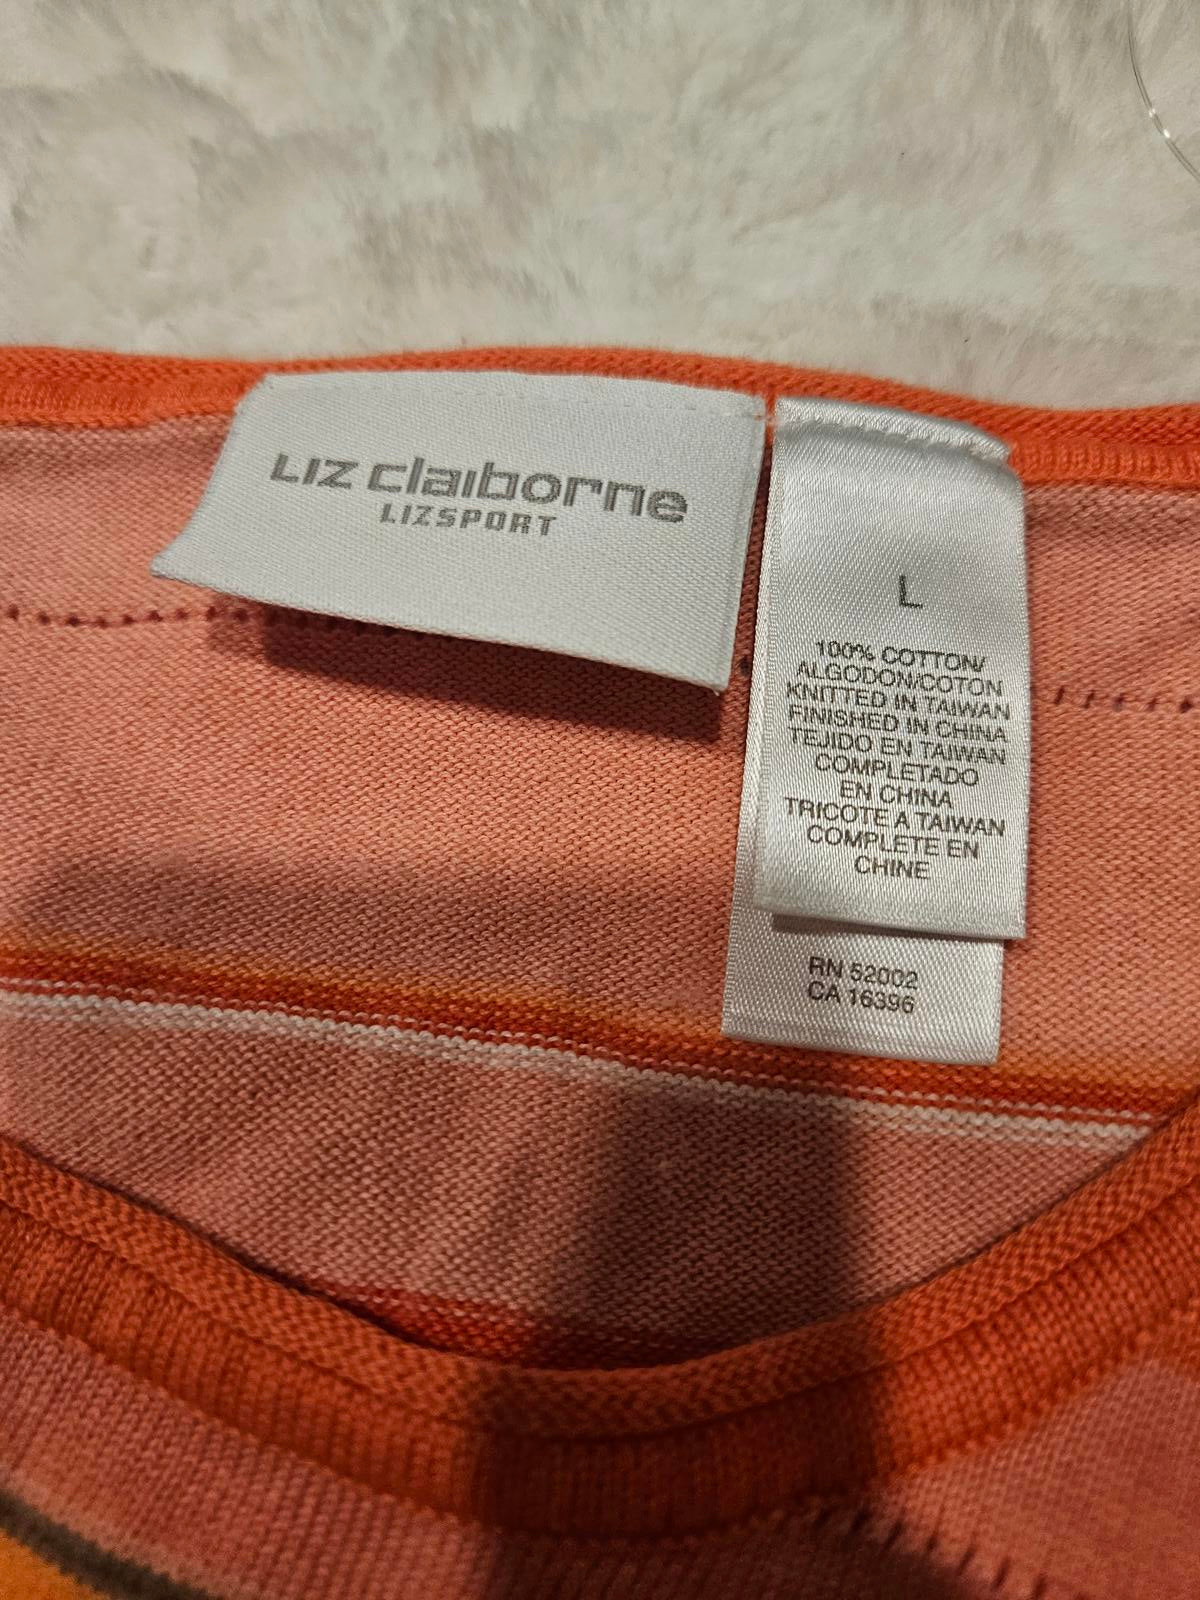 LIZ claiborne
LIZSPORT
L
100% COTTON/
ALGODON/COTON
KNITTED IN TAIWAN
FINISHED IN CHINA
TEJIDO EN TAIWAN
COMPLETADO
EN CHINA
TRICOTE A TAIWAN
COMPLETE EN
CHINE
RN 52002
CA 16396